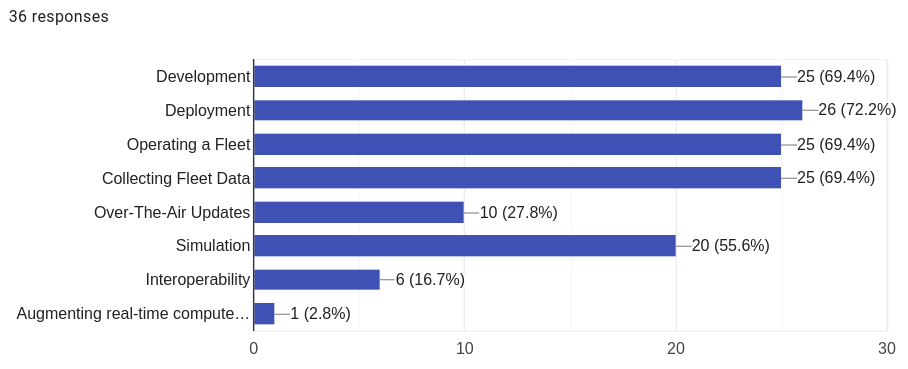 36 responses
Development 25 (69.4%)
Deployment 26 (72.2%)
Operating a Fleet 25 (69.4%)
Collecting Fleet Data 25 (69.4%)
Over-The-Air Updates 10 (27.8%)
Simulation 20 (55.6%)
Interoperability 6 (16.7%)
Augmenting real-time compute… 1 (2.8%)
0 10 20 30